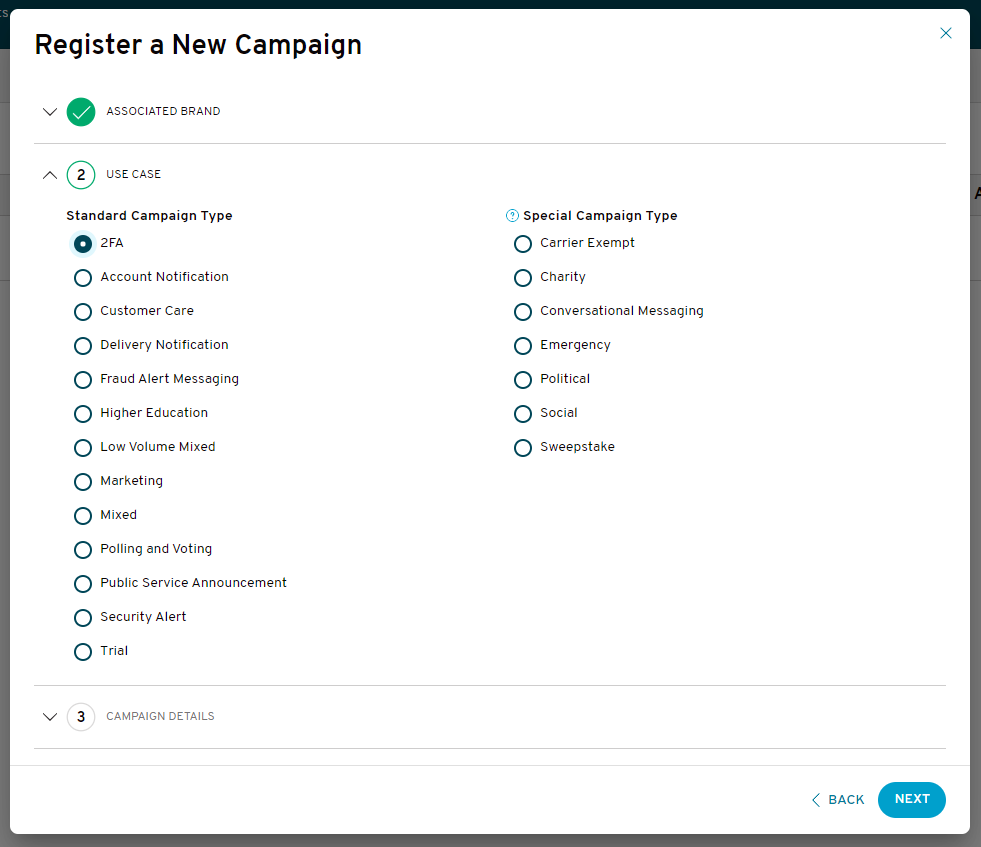 Register a New Campaign
ASSOCIATED BRAND
2 USE CASE
Standard Campaign Type
2FA
Account Notification
Customer Care
Delivery Notification
Fraud Alert Messaging
Higher Education
Low Volume Mixed
Marketing
Mixed
Polling and Voting
Public Service Announcement
Security Alert
Trial
? Special Campaign Type
Carrier Exempt
Charity
Conversational Messaging
Emergency
Political
Social
Sweepstake
3 CAMPAIGN DETAILS
BACK
NEXT